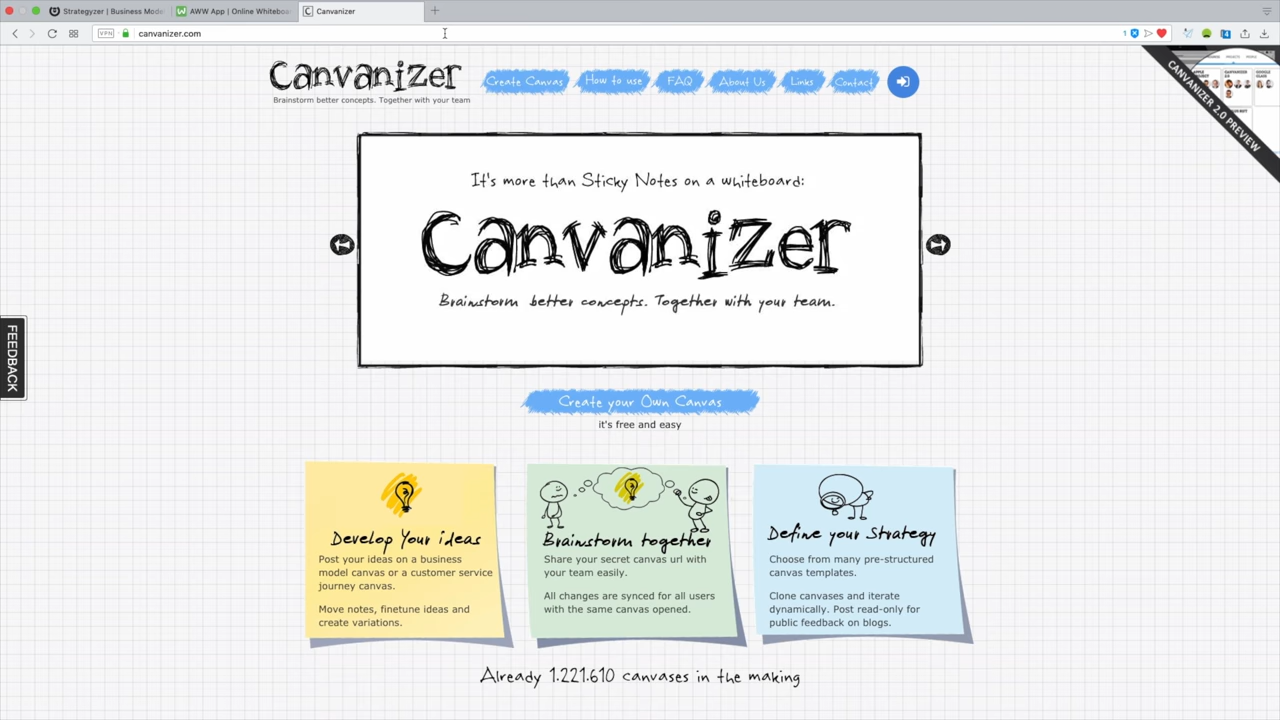 Strategyzer | Business Mode
AWW App | Online Whiteboa
Canvanizer
VPN
canvanizer.com
1
4
Canvanizer
Brainstorm better concepts. Together with your team
Create Canvas
How to use
FAQ
About Us
Links
Contact
CANVANIZER 2.0 PREVIEW
It's more than Sticky Notes on a whiteboard:
Canvanizer
Brainstorm better concepts. Together with your team.
FEEDBACK
Create your Own Canvas
it's free and easy
Develop Your ideas
Post your ideas on a business
model canvas or a customer service
journey canvas.
Move notes, finetune ideas and
create variations.
Brainstorm together
Share your secret canvas url with
your team easily.
All changes are synced for all users
with the same canvas opened.
Define your Strategy
Choose from many pre-structured
canvas templates.
Clone canvases and iterate
dynamically. Post read-only for
public feedback on blogs.
Already 1.221.610 canvases in the making